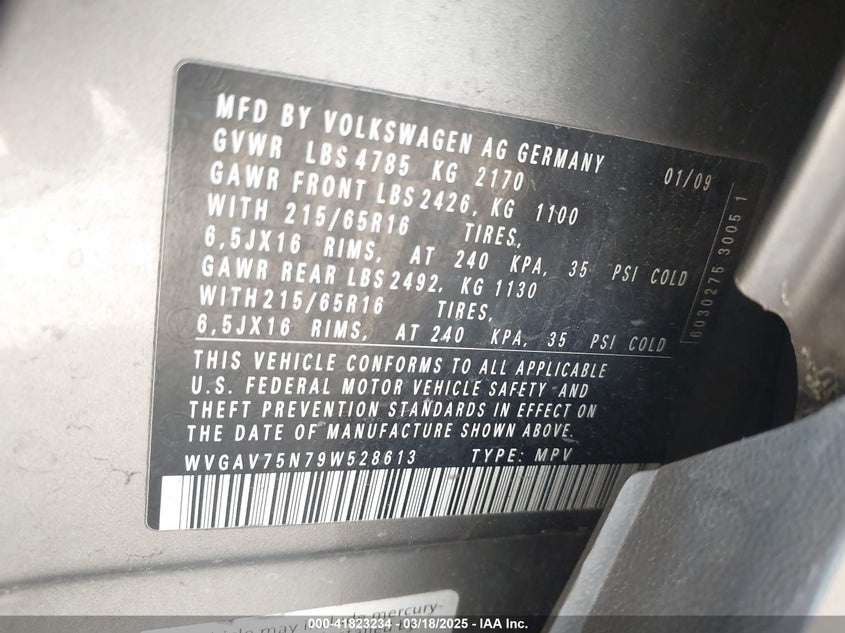 MFD BY VOLKSWAGEN AG GERMANY
GVWR LBS 4785 KG 2170 01/09
GAWR FRONT LBS 2426, KG 1100
WITH 215/65R16 TIRES,
6,5JX16 RIMS, AT 240 KPA, 35 PSI COLD
GAWR REAR LBS 2492, KG 1130
WITH 215/65R16 TIRES,
6,5JX16 RIMS, AT 240 KPA, 35 PSI COLD
6030275 3005 1
THIS VEHICLE CONFORMS TO ALL APPLICABLE
U.S. FEDERAL MOTOR VEHICLE SAFETY AND
THEFT PREVENTION STANDARDS IN EFFECT ON
THE DATE OF MANUFACTURE SHOWN ABOVE.
WVGAV75N79W528613 TYPE: MPV
mercury-
000-41823234 - 03/18/2025 - IAA Inc.